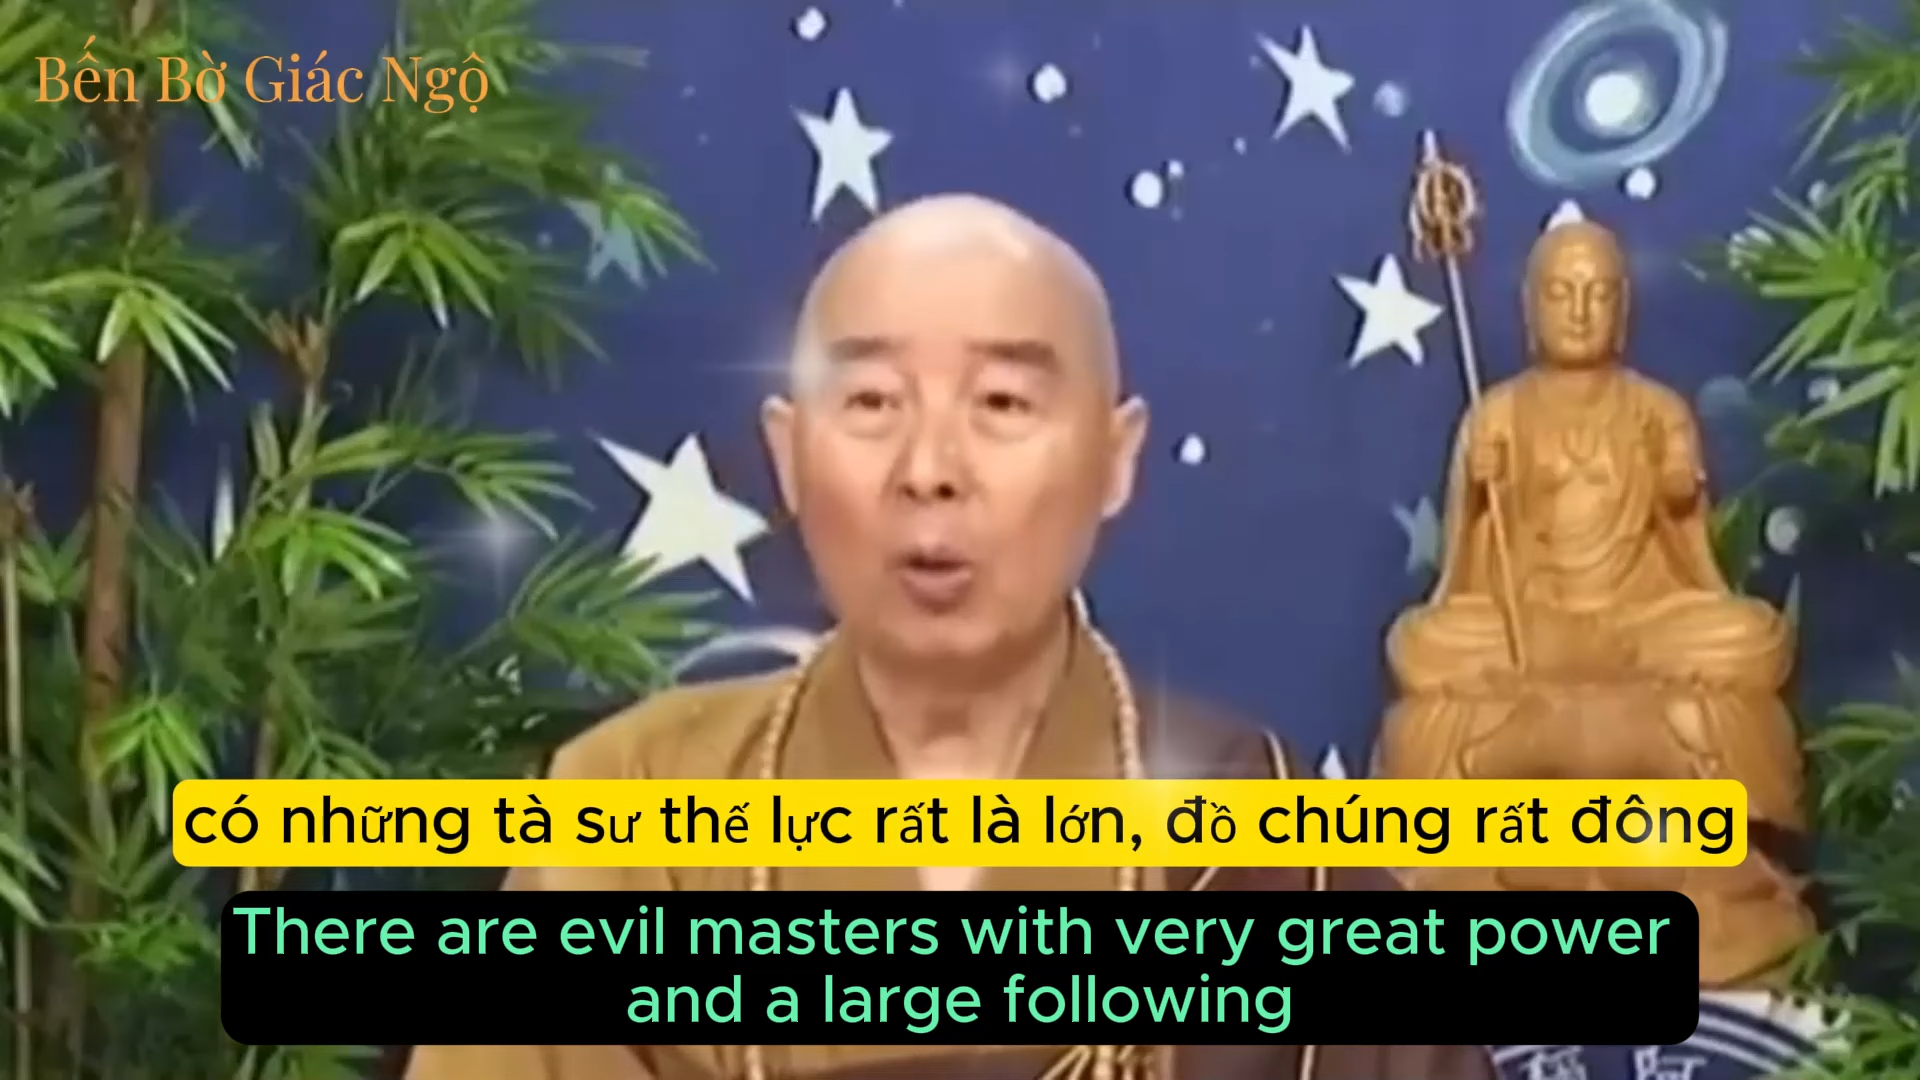 Bến Bờ Giác Ngộ
có những tà sư thế lực rất là lớn, đồ chúng rất đông
There are evil masters with very great power
and a large following